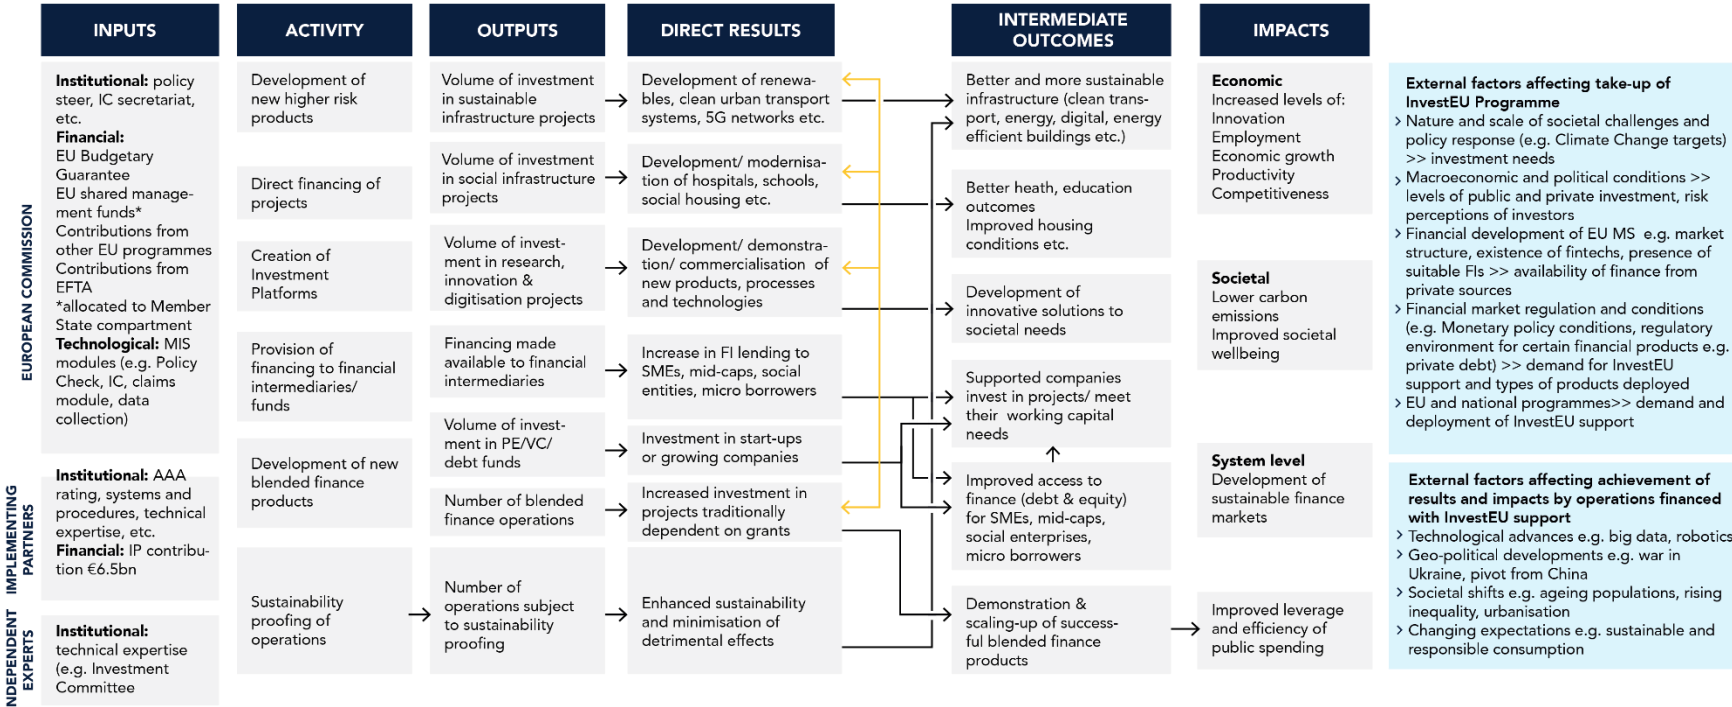 INPUTS
Institutional: policy
steer, IC secretariat,
etc.
Financial:
EU Budgetary
Guarantee
EU shared manage-
ment funds*
Contributions from
other EU programmes
Contributions from
EFTA
*allocated to Member
State compartment
Technological: MIS
modules (e.g. Policy
Check, IC, claims
module, data
collection)
Institutional: AAA
rating, systems and
procedures, technical
expertise, etc.
Financial: IP contribu-
tion €6.5bn
Institutional:
technical expertise
(e.g. Investment
Committee
EUROPEAN COMMISSION
IMPLEMENTING
PARTNERS
NDEPENDENT
EXPERTS
ACTIVITY
Development of
new higher risk
products
Direct financing of
projects
Creation of
Investment
Platforms
Provision of
financing to financial
intermediaries/
funds
Development of new
blended finance
products
Sustainability
proofing of
operations
OUTPUTS
Volume of investment
in sustainable
infrastructure projects
Volume of investment
in social infrastructure
projects
Volume of invest-
ment in research,
innovation &
digitisation projects
Financing made
available to financial
intermediaries
Volume of invest-
ment in PE/VC/
debt funds
Number of blended
finance operations
Number of
operations subject
to sustainability
proofing
DIRECT RESULTS
Development of renewa-
bles, clean urban transport
systems, 5G networks etc.
Development/ modernisa-
tion of hospitals, schools,
social housing etc.
Development/ demonstra-
tion/ commercialisation of
new products, processes
and technologies
Increase in FI lending to
SMEs, mid-caps, social
entities, micro borrowers
Investment in start-ups
or growing companies
Increased investment in
projects traditionally
dependent on grants
Enhanced sustainability
and minimisation of
detrimental effects
INTERMEDIATE
OUTCOMES
Better and more sustainable
infrastructure (clean trans-
port, energy, digital, energy
efficient buildings etc.)
Better heath, education
outcomes
Improved housing
conditions etc.
Development of
innovative solutions to
societal needs
Supported companies
invest in projects/ meet
their working capital
needs
Improved access to
finance (debt & equity)
for SMEs, mid-caps,
social enterprises,
micro borrowers
Demonstration &
scaling-up of success-
ful blended finance
products
IMPACTS
Economic
Increased levels of:
Innovation
Employment
Economic growth
Productivity
Competitiveness
Societal
Lower carbon
emissions
Improved societal
wellbeing
System level
Development of
sustainable finance
markets
Improved leverage
and efficiency of
public spending
External factors affecting take-up of
InvestEU Programme
> Nature and scale of societal challenges and
policy response (e.g. Climate Change targets)
>> investment needs
> Macroeconomic and political conditions >>
levels of public and private investment, risk
perceptions of investors
> Financial development of EU MS e.g. market
structure, existence of fintechs, presence of
suitable FIs >> availability of finance from
private sources
> Financial market regulation and conditions
(e.g. Monetary policy conditions, regulatory
environment for certain financial products e.g.
private debt) >> demand for InvestEU
support and types of products deployed
> EU and national programmes>> demand and
deployment of InvestEU support
External factors affecting achievement of
results and impacts by operations financed
with InvestEU support
> Technological advances e.g. big data, robotics
> Geo-political developments e.g. war in
Ukraine, pivot from China
> Societal shifts e.g. ageing populations, rising
inequality, urbanisation
> Changing expectations e.g. sustainable and
responsible consumption